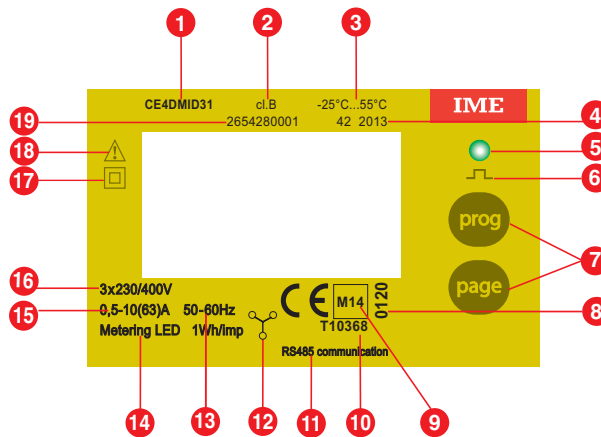 1 2 3
CE4DMID31 cl.B -25°C...55°C IME
19 2654280001 42 2013 4
18 5
17 6
prog
7
page
16 3x230/400V
15 0,5-10(63)A 50-60Hz CE M14 0120 8
Metering LED 1Wh/imp T10368
RS485 communication
14 13 12 11 10 9